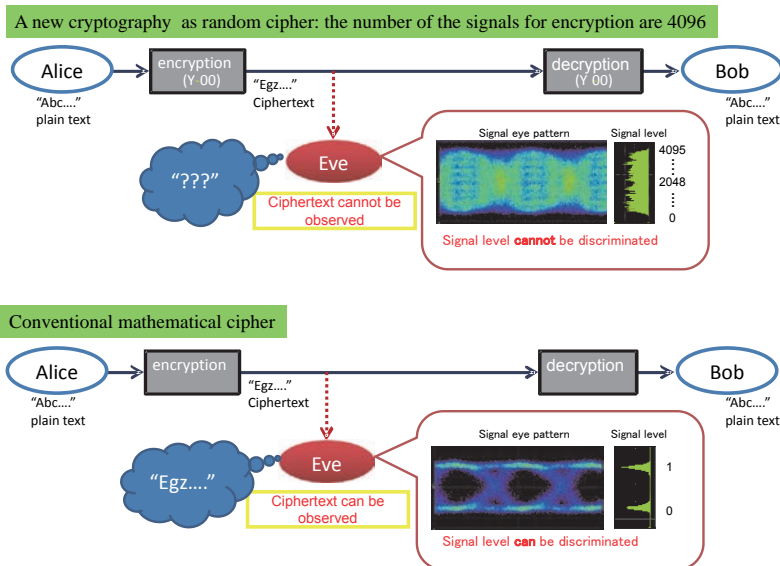 A new cryptography as random cipher: the number of the signals for encryption are 4096
Alice
encryption
(Y 00)
decryption
(Y 00)
Bob
"Abc...."
plain text
"Egz...."
Ciphertext
"Abc...."
plain text
"???"
Eve
Ciphertext cannot be
observed
Signal eye pattern
Signal level
4095
2048
0
Signal level cannot be discriminated
Conventional mathematical cipher
Alice
encryption
decryption
Bob
"Abc...."
plain text
"Egz...."
Ciphertext
"Abc...."
plain text
"Egz...."
Eve
Ciphertext can be
observed
Signal eye pattern
Signal level
1
0
Signal level can be discriminated